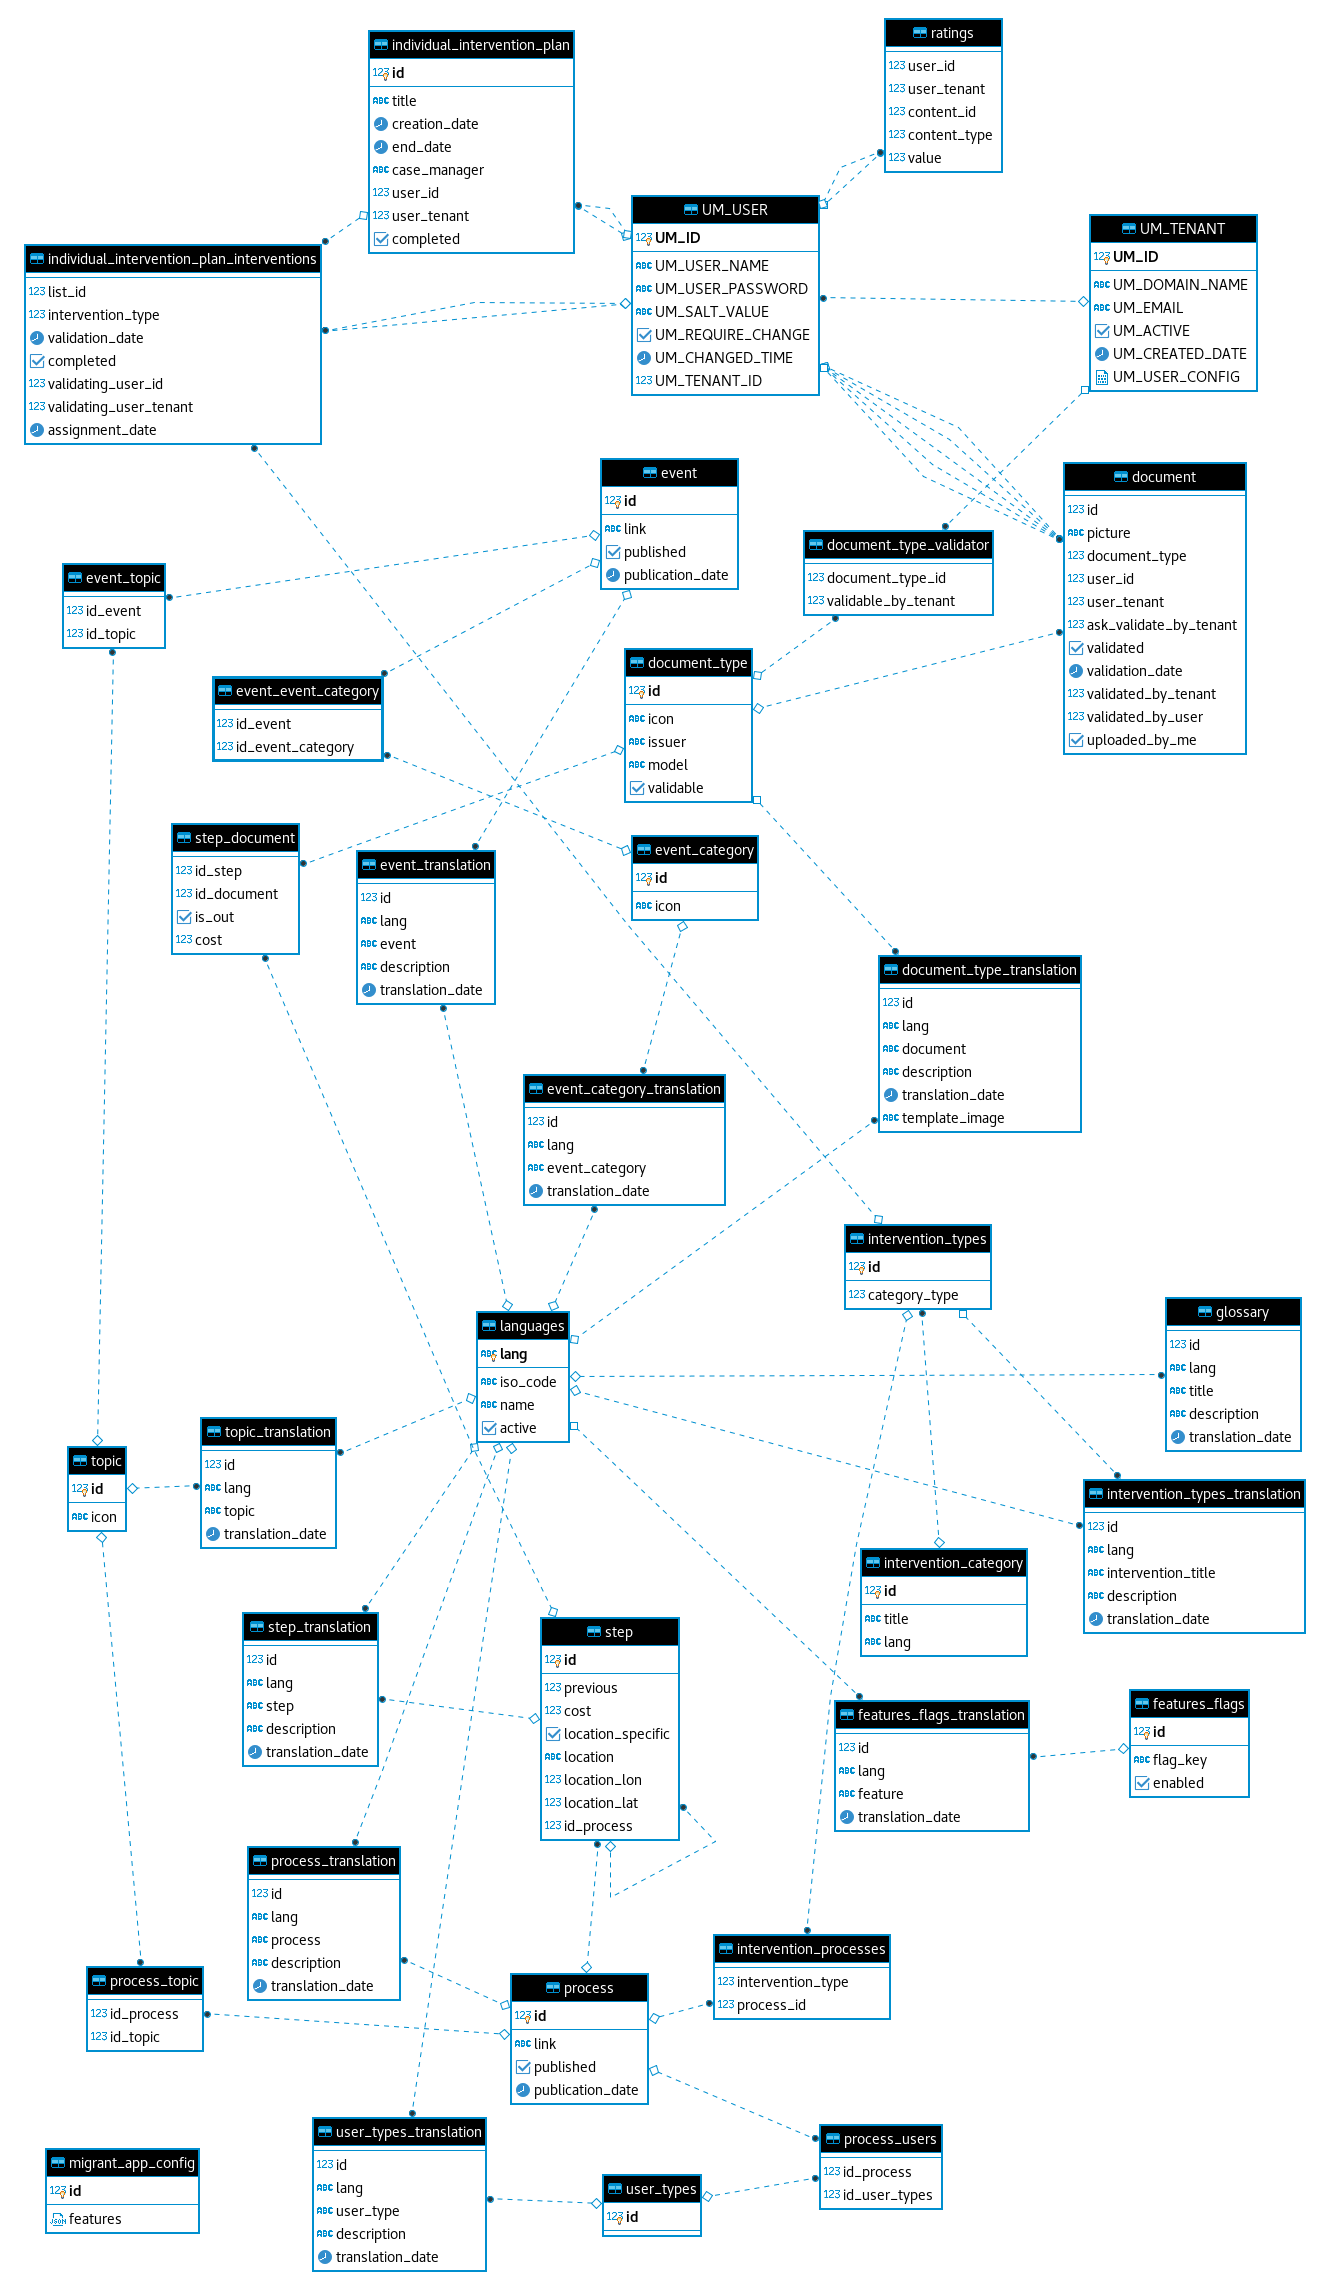 individual_intervention_plan
id
title
creation_date
end_date
case_manager
user_id
user_tenant
completed
ratings
user_id
user_tenant
content_id
content_type
value
UM_USER
UM_ID
UM_USER_NAME
UM_USER_PASSWORD
UM_SALT_VALUE
UM_REQUIRE_CHANGE
UM_CHANGED_TIME
UM_TENANT_ID
UM_TENANT
UM_ID
UM_DOMAIN_NAME
UM_EMAIL
UM_ACTIVE
UM_CREATED_DATE
UM_USER_CONFIG
individual_intervention_plan_interventions
list_id
intervention_type
validation_date
completed
validating_user_id
validating_user_tenant
assignment_date
event
id
link
published
publication_date
document
id
picture
document_type
user_id
user_tenant
ask_validate_by_tenant
validated
validation_date
validated_by_tenant
validated_by_user
uploaded_by_me
document_type_validator
document_type_id
validable_by_tenant
event_topic
id_event
id_topic
document_type
id
icon
issuer
model
validable
event_event_category
id_event
id_event_category
step_document
id_step
id_document
is_out
cost
event_translation
id
lang
event
description
translation_date
event_category
id
icon
document_type_translation
id
lang
document
description
translation_date
template_image
event_category_translation
id
lang
event_category
translation_date
intervention_types
id
category_type
languages
lang
iso_code
name
active
glossary
id
lang
title
description
translation_date
topic_translation
id
lang
topic
translation_date
topic
id
icon
intervention_types_translation
id
lang
intervention_title
description
translation_date
intervention_category
id
title
lang
step_translation
id
lang
step
description
translation_date
step
id
previous
cost
location_specific
location
location_lon
location_lat
id_process
features_flags_translation
id
lang
feature
translation_date
features_flags
id
flag_key
enabled
process_translation
id
lang
process
description
translation_date
intervention_processes
intervention_type
process_id
process_topic
id_process
id_topic
process
id
link
published
publication_date
user_types_translation
id
lang
user_type
description
translation_date
process_users
id_process
id_user_types
migrant_app_config
id
features
user_types
id